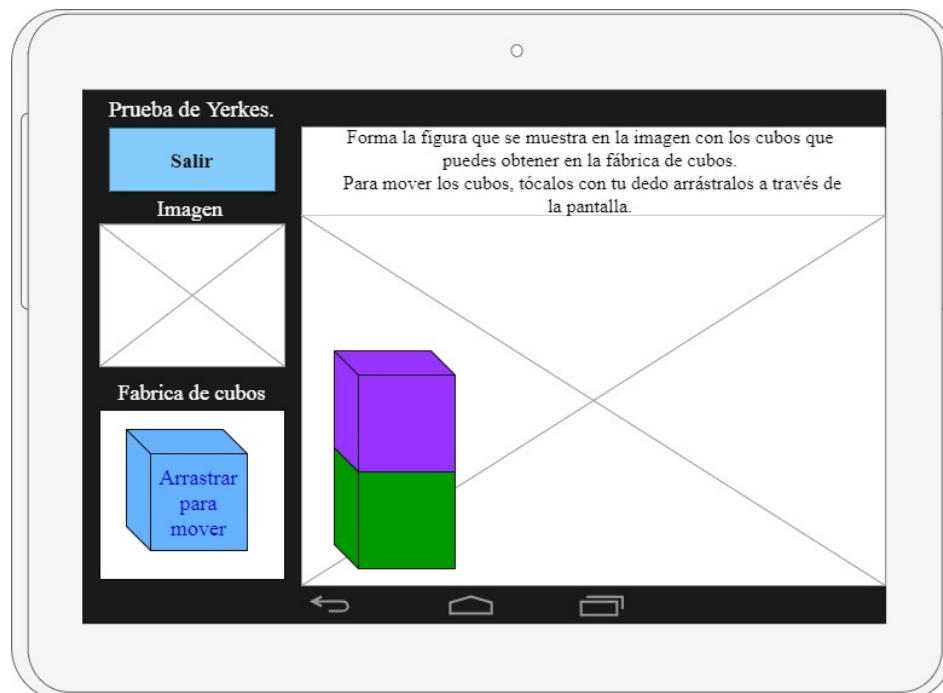 Prueba de Yerkes.
Salir
Forma la figura que se muestra en la imagen con los cubos que
puedes obtener en la fábrica de cubos.
Para mover los cubos, tócalos con tu dedo arrástralos a través de
la pantalla.
Imagen
Fabrica de cubos
Arrastrar
para
mover